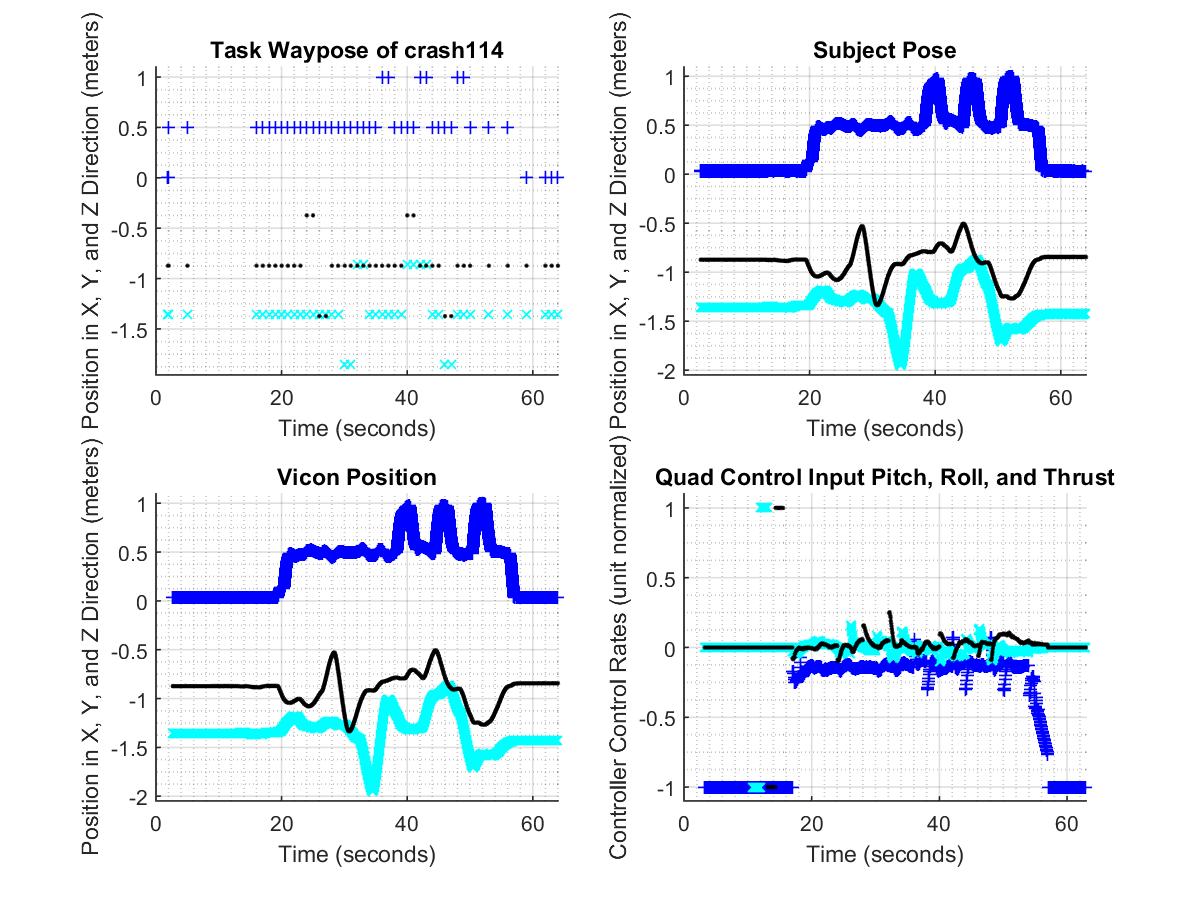 Task Waypose of crash114
Position in X, Y, and Z Direction (meters)
1
0.5
0
-0.5
-1
-1.5
0 20 40 60
Time (seconds)
Subject Pose
Position in X, Y, and Z Direction (meters)
1
0.5
0
-0.5
-1
-1.5
-2
0 20 40 60
Time (seconds)
Vicon Position
Position in X, Y, and Z Direction (meters)
1
0.5
0
-0.5
-1
-1.5
-2
0 20 40 60
Time (seconds)
Quad Control Input Pitch, Roll, and Thrust
Controller Control Rates (unit normalized)
1
0.5
0
-0.5
-1
0 20 40 60
Time (seconds)